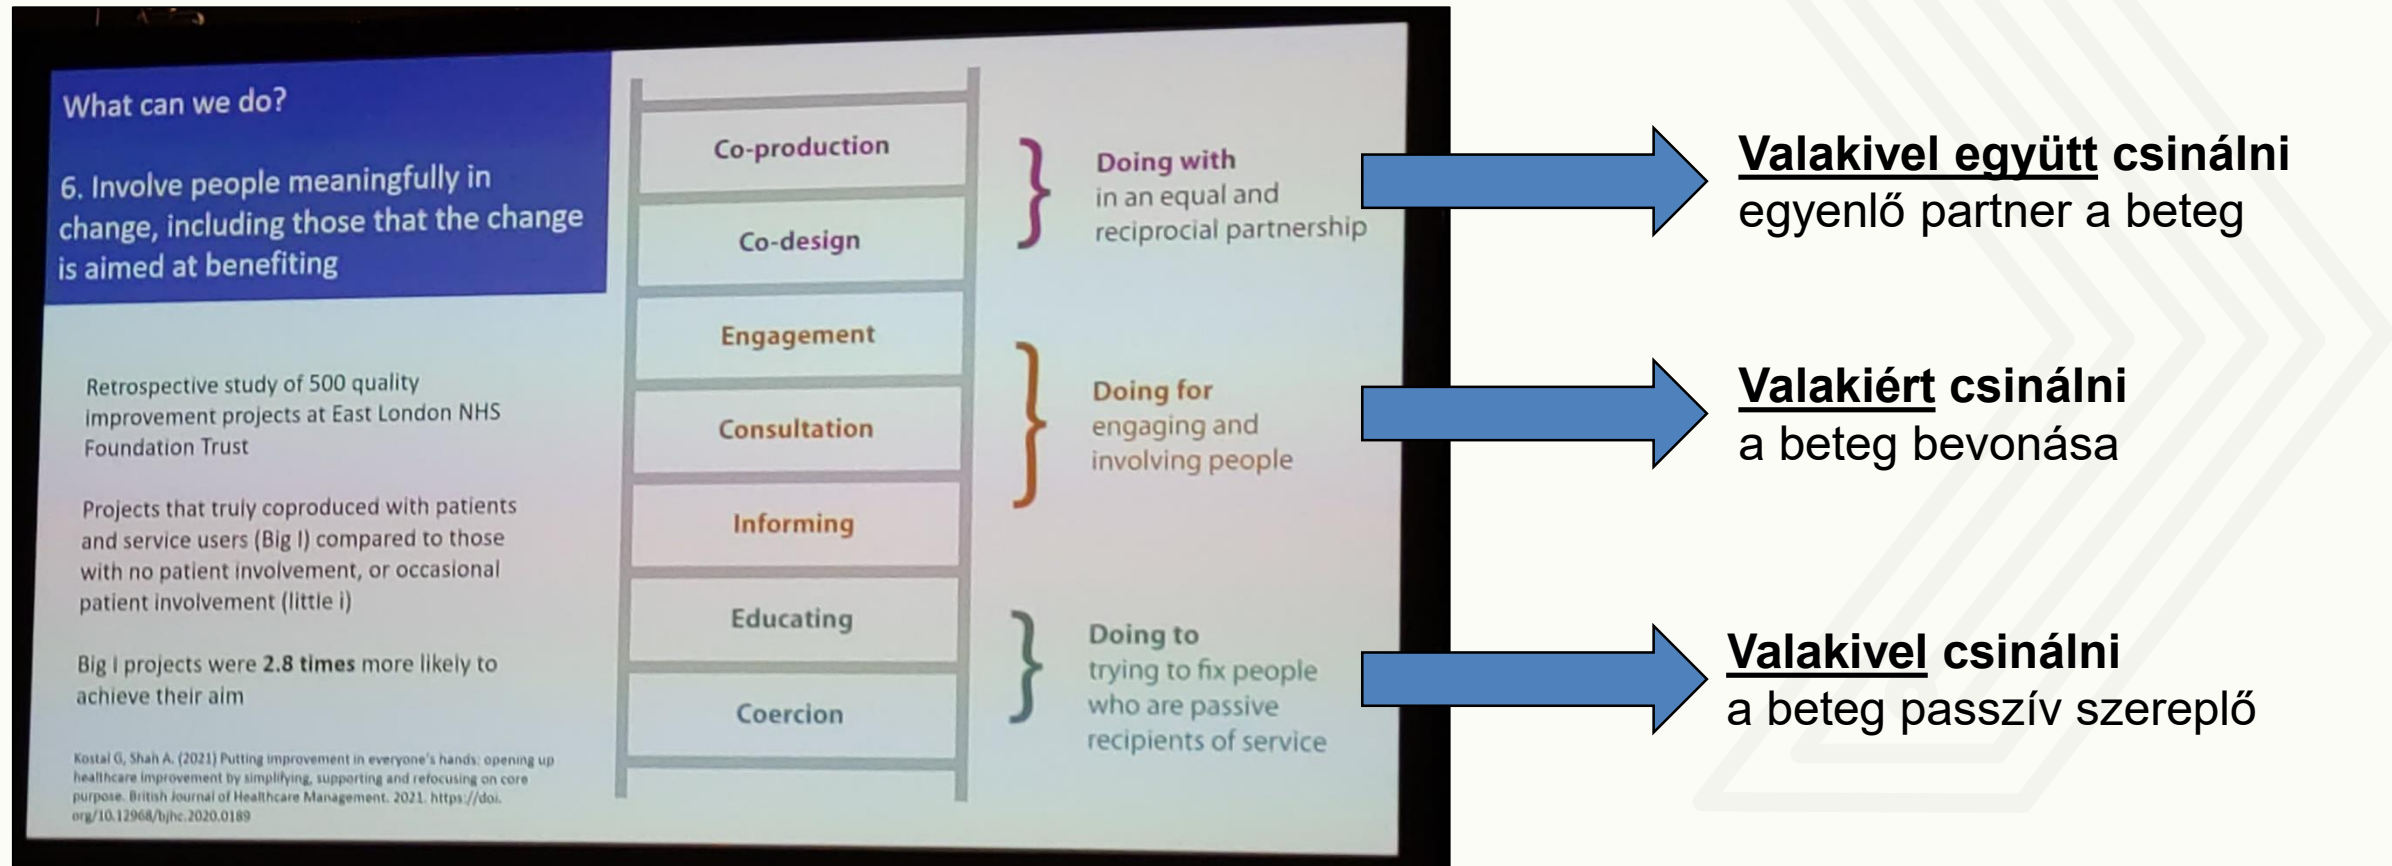 What can we do?
6. Involve people meaningfully in
change, including those that the change
is aimed at benefiting
Retrospective study of 500 quality
improvement projects at East London NHS
Foundation Trust
Projects that truly coproduced with patients
and service users (Big I) compared to those
with no patient involvement, or occasional
patient involvement (little i)
Big I projects were 2.8 times more likely to
achieve their aim
Kostal G, Shah A. (2021) Putting improvement in everyone's hands: opening up
healthcare improvement by simplifying, supporting and refocusing on core
purpose. British Journal of Healthcare Management. 2021. https://doi.
org/10.12968/bjhc.2020.0189
Co-production
Co-design
Engagement
Consultation
Informing
Educating
Coercion
Doing with
in an equal and
reciprocial partnership
Doing for
engaging and
involving people
Doing to
trying to fix people
who are passive
recipients of service
Valakivel együtt csinálni
egyenlő partner a beteg
Valakiért csinálni
a beteg bevonása
Valakivel csinálni
a beteg passzív szereplő